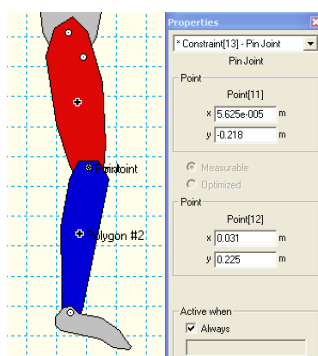 Properties
* Constraint[13] - Pin Joint
Pin Joint
Point
Point[11]
x 5.625e-005 m
y -0.218 m
Measurable
Optimized
Point
Point[12]
x 0.031 m
y 0.225 m
Active when
Always
Polygon #2